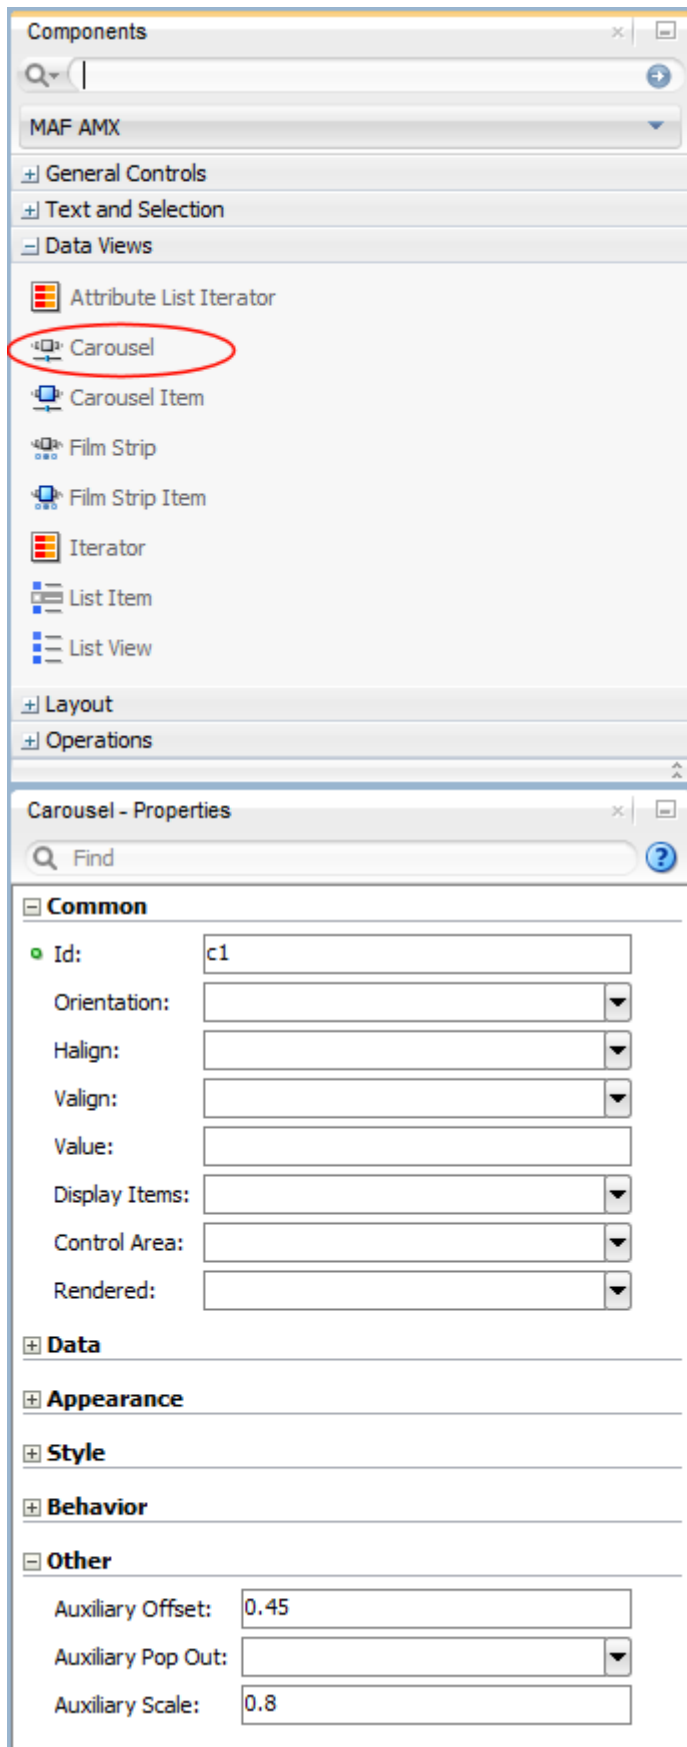 Components
MAF AMX
General Controls
Text and Selection
Data Views
Attribute List Iterator
Carousel
Carousel Item
Film Strip
Film Strip Item
Iterator
List Item
List View
Layout
Operations
Carousel - Properties
Find
Common
Id: c1
Orientation:
Halign:
Valign:
Value:
Display Items:
Control Area:
Rendered:
Data
Appearance
Style
Behavior
Other
Auxiliary Offset: 0.45
Auxiliary Pop Out:
Auxiliary Scale: 0.8